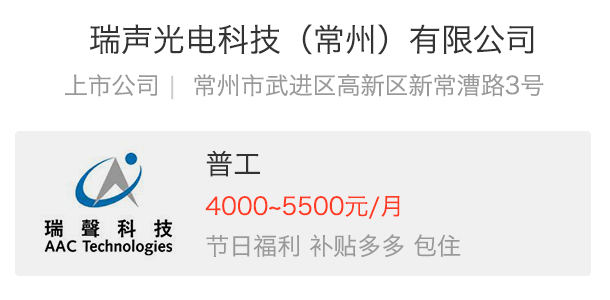 瑞声光电科技（常州）有限公司
上市公司 | 常州市武进区高新区新常漕路3号
普工
4000~5500元/月
节日福利 补贴多多 包住
瑞聲科技
AAC Technologies